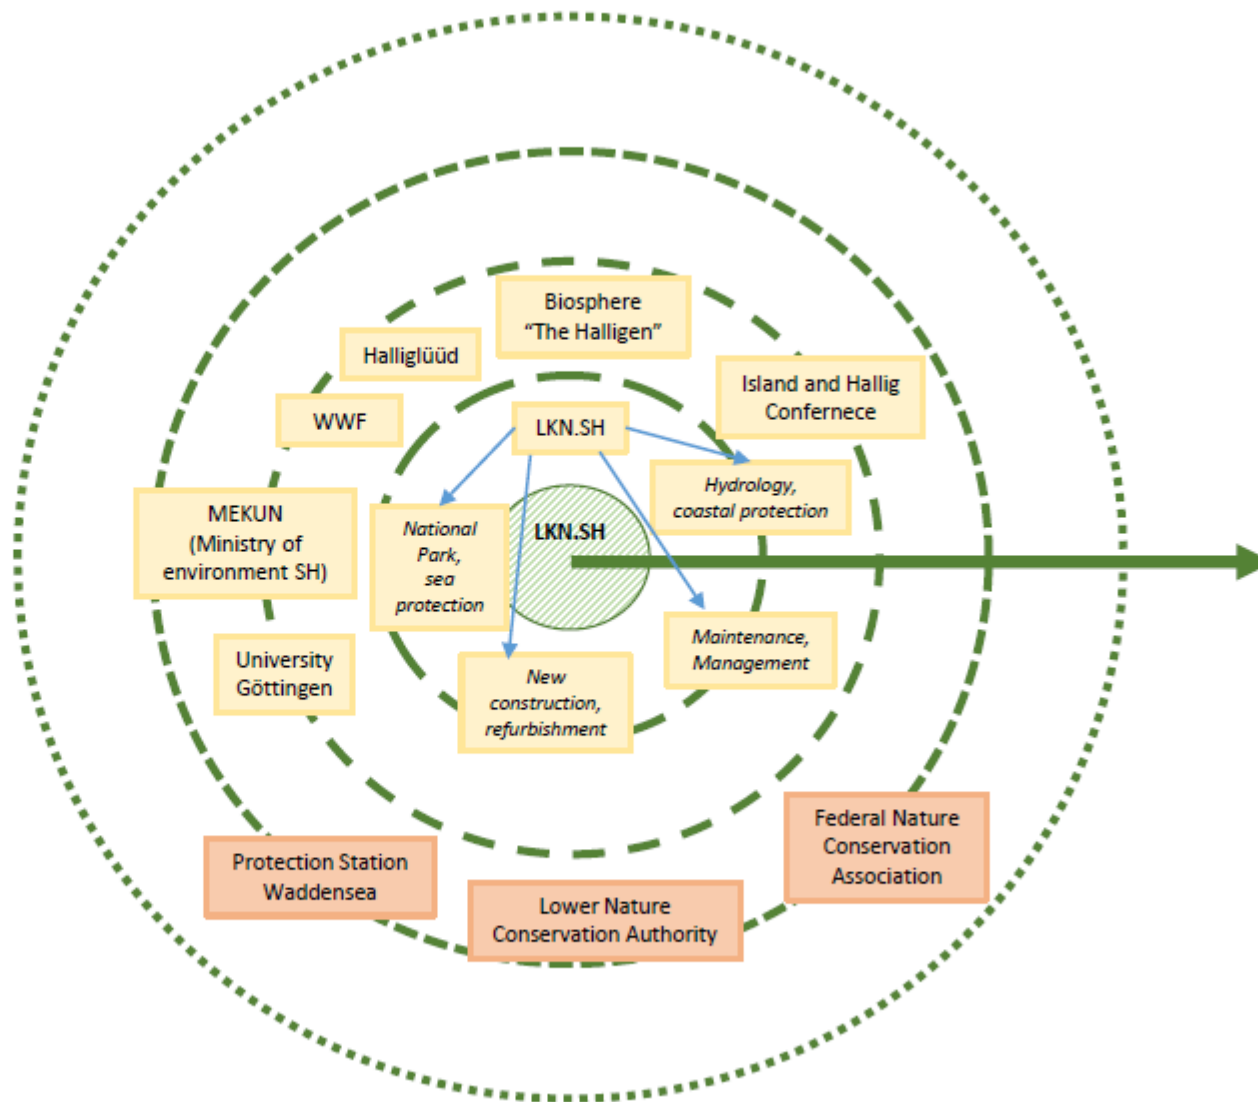 Biosphere
“The Halligen”
Halliglüüd
Island and Hallig
Confernece
WWF
LKN.SH
Hydrology,
coastal protection
MEKUN
(Ministry of
environment SH)
National
Park,
sea
protection
LKN.SH
University
Göttingen
Maintenance,
Management
New
construction,
refurbishment
Federal Nature
Conservation
Association
Protection Station
Waddensea
Lower Nature
Conservation Authority